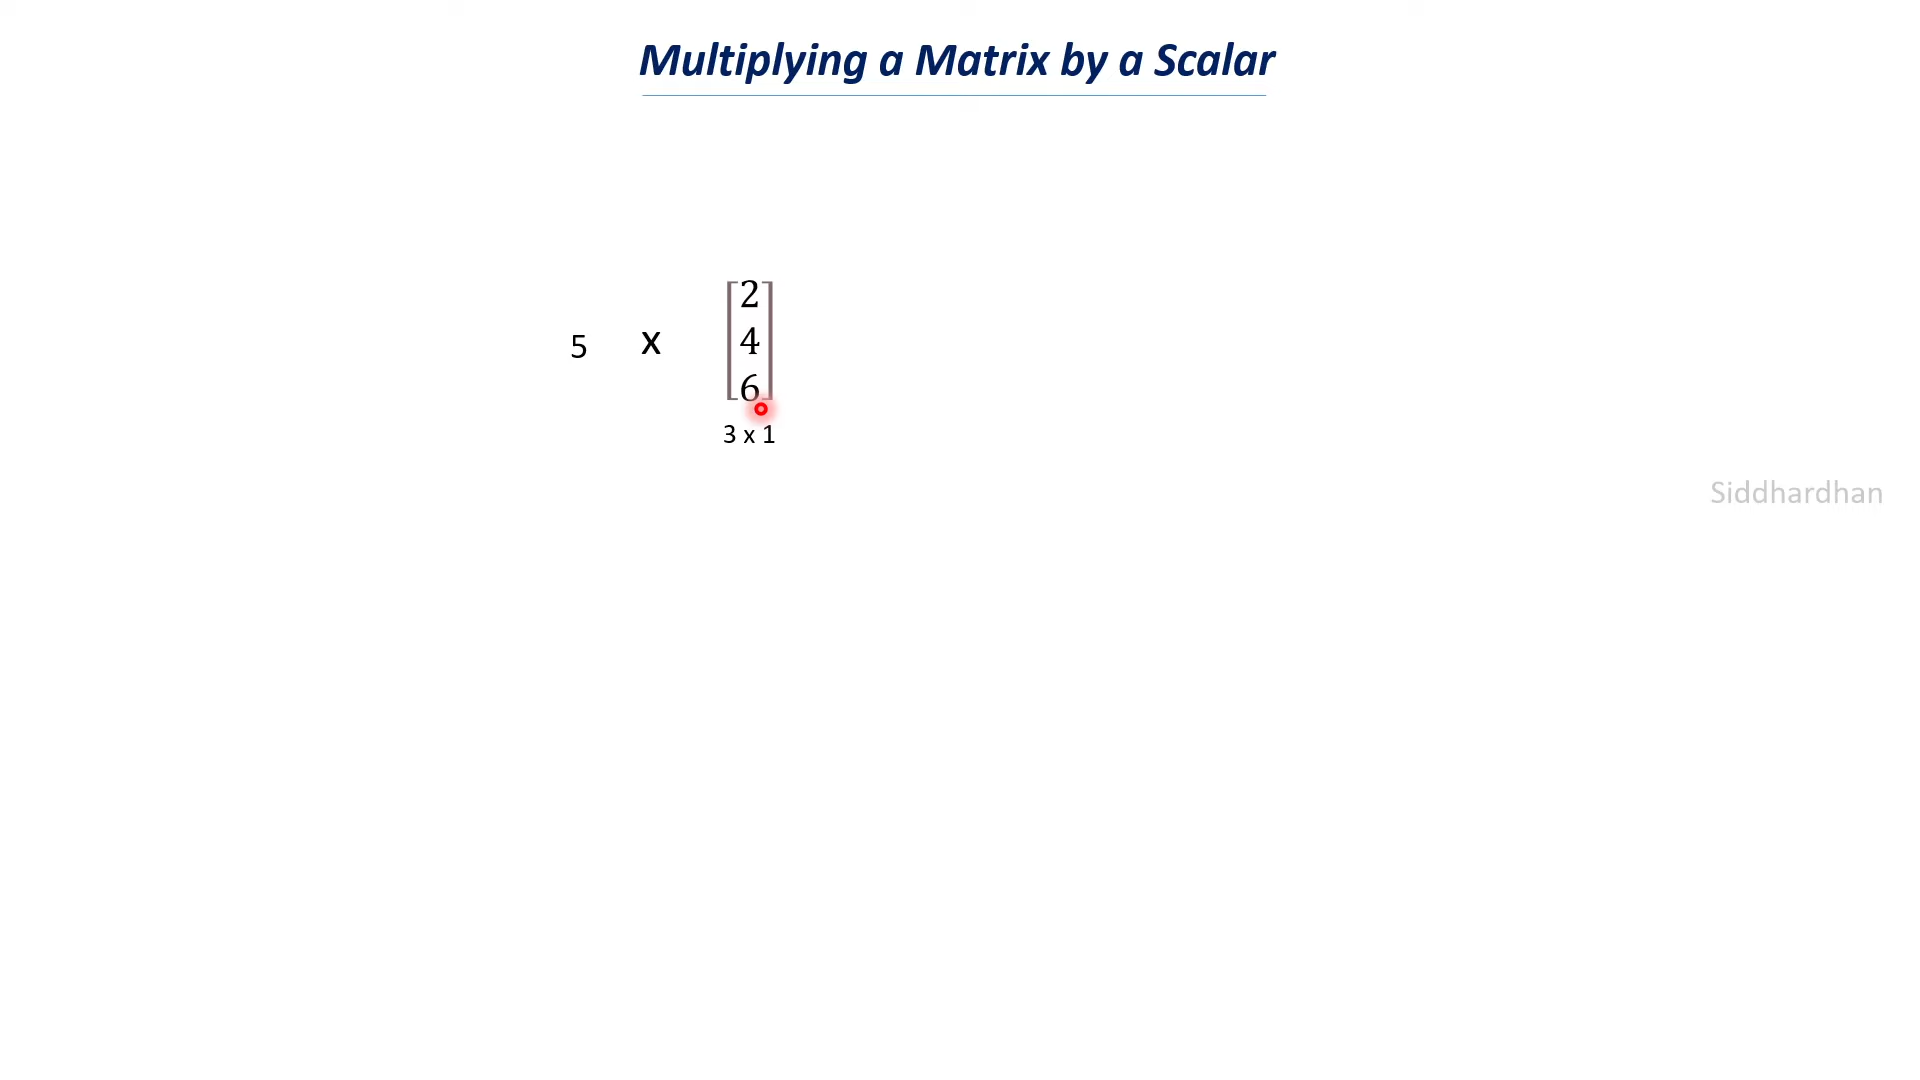 Multiplying a Matrix by a Scalar
2
5 x 4
6
3 x 1
Siddhardhan